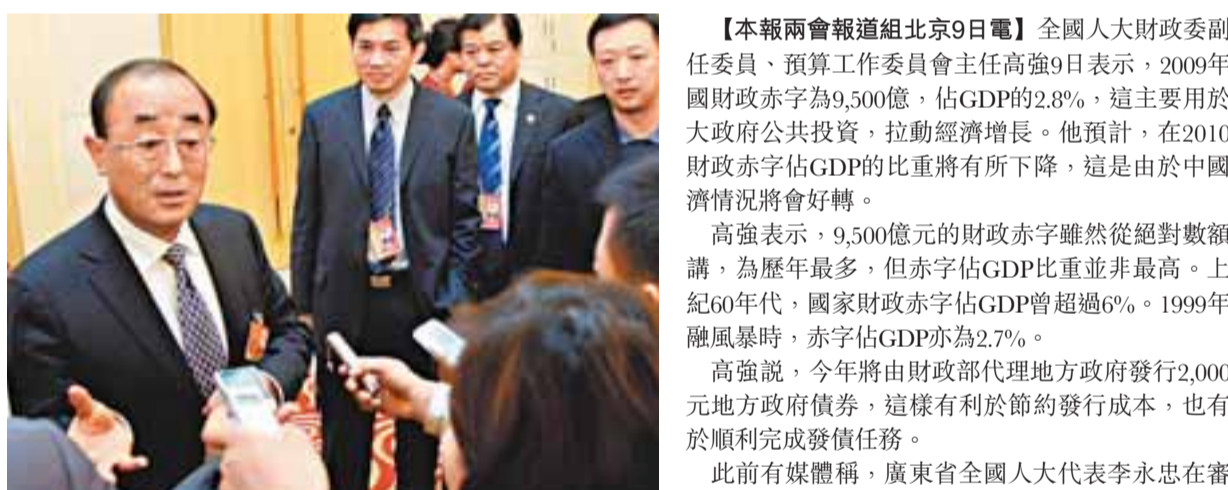 【本報兩會報道組北京9日電】全國人大財政委副
任委員、預算工作委員會主任高強9日表示，2009年
國財政赤字為9,500億，佔GDP的2.8%，這主要用於
大政府公共投資，拉動經濟增長。他預計，在2010
財政赤字佔GDP的比重將有所下降，這是由於中國
濟情況將會好轉。
高強表示，9,500億元的財政赤字雖然從絕對數額
講，為歷年最多，但赤字佔GDP比重並非最高。上
紀60年代，國家財政赤字佔GDP曾超過6%。1999年
融風暴時，赤字佔GDP亦為2.7%。
高強説，今年將由財政部代理地方政府發行2,000
元地方政府債券，這樣有利於節約發行成本，也有
於順利完成發債任務。
此前有媒體稱，廣東省全國人大代表李永忠在審